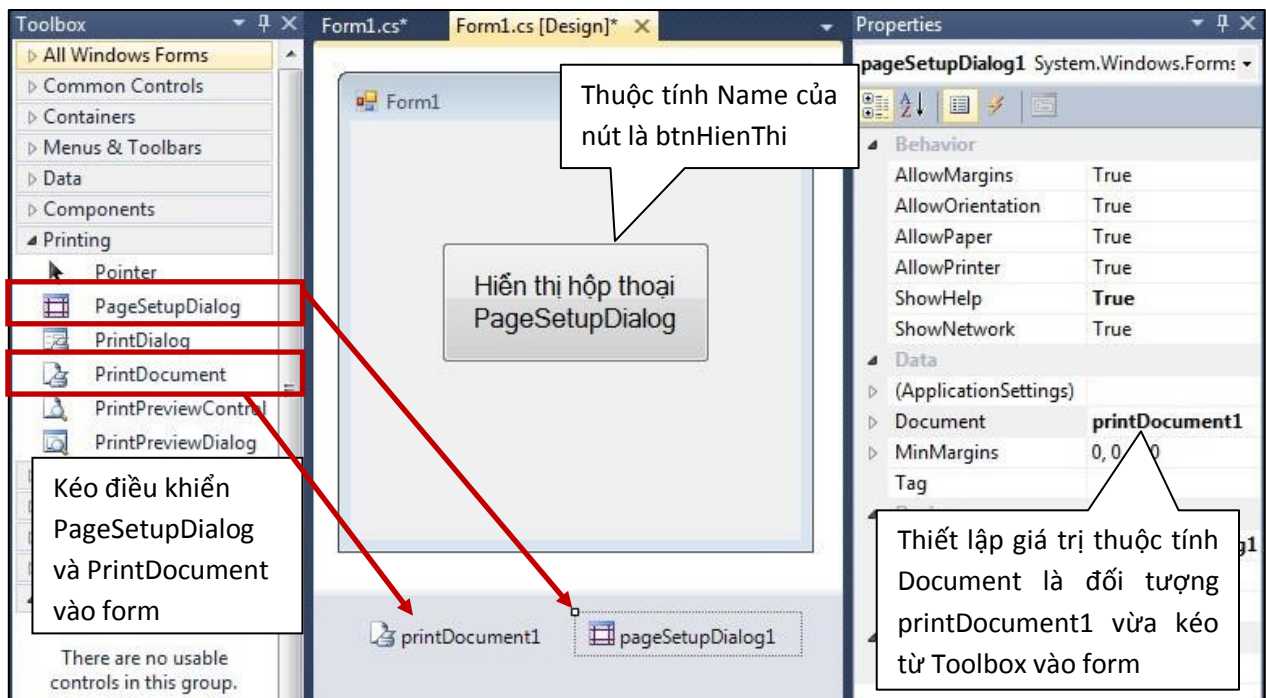 Toolbox
All Windows Forms
Common Controls
Containers
Menus & Toolbars
Data
Components
Printing
Pointer
PageSetupDialog
PrintDialog
PrintDocument
PrintPreviewControl
PrintPreviewDialog
Kéo điều khiển
PageSetupDialog
và PrintDocument
vào form
There are no usable
controls in this group.
Form1.cs*
Form1.cs [Design]*
Form1
Thuộc tính Name của
nút là btnHienThi
Hiển thị hộp thoại
PageSetupDialog
printDocument1
pageSetupDialog1
Properties
pageSetupDialog1 System.Windows.Forms
Behavior
AllowMargins True
AllowOrientation True
AllowPaper True
AllowPrinter True
ShowHelp True
ShowNetwork True
Data
(ApplicationSettings)
Document printDocument1
MinMargins 0, 0, 0
Tag
Thiết lập giá trị thuộc tính
Document là đối tượng
printDocument1 vừa kéo
từ Toolbox vào form